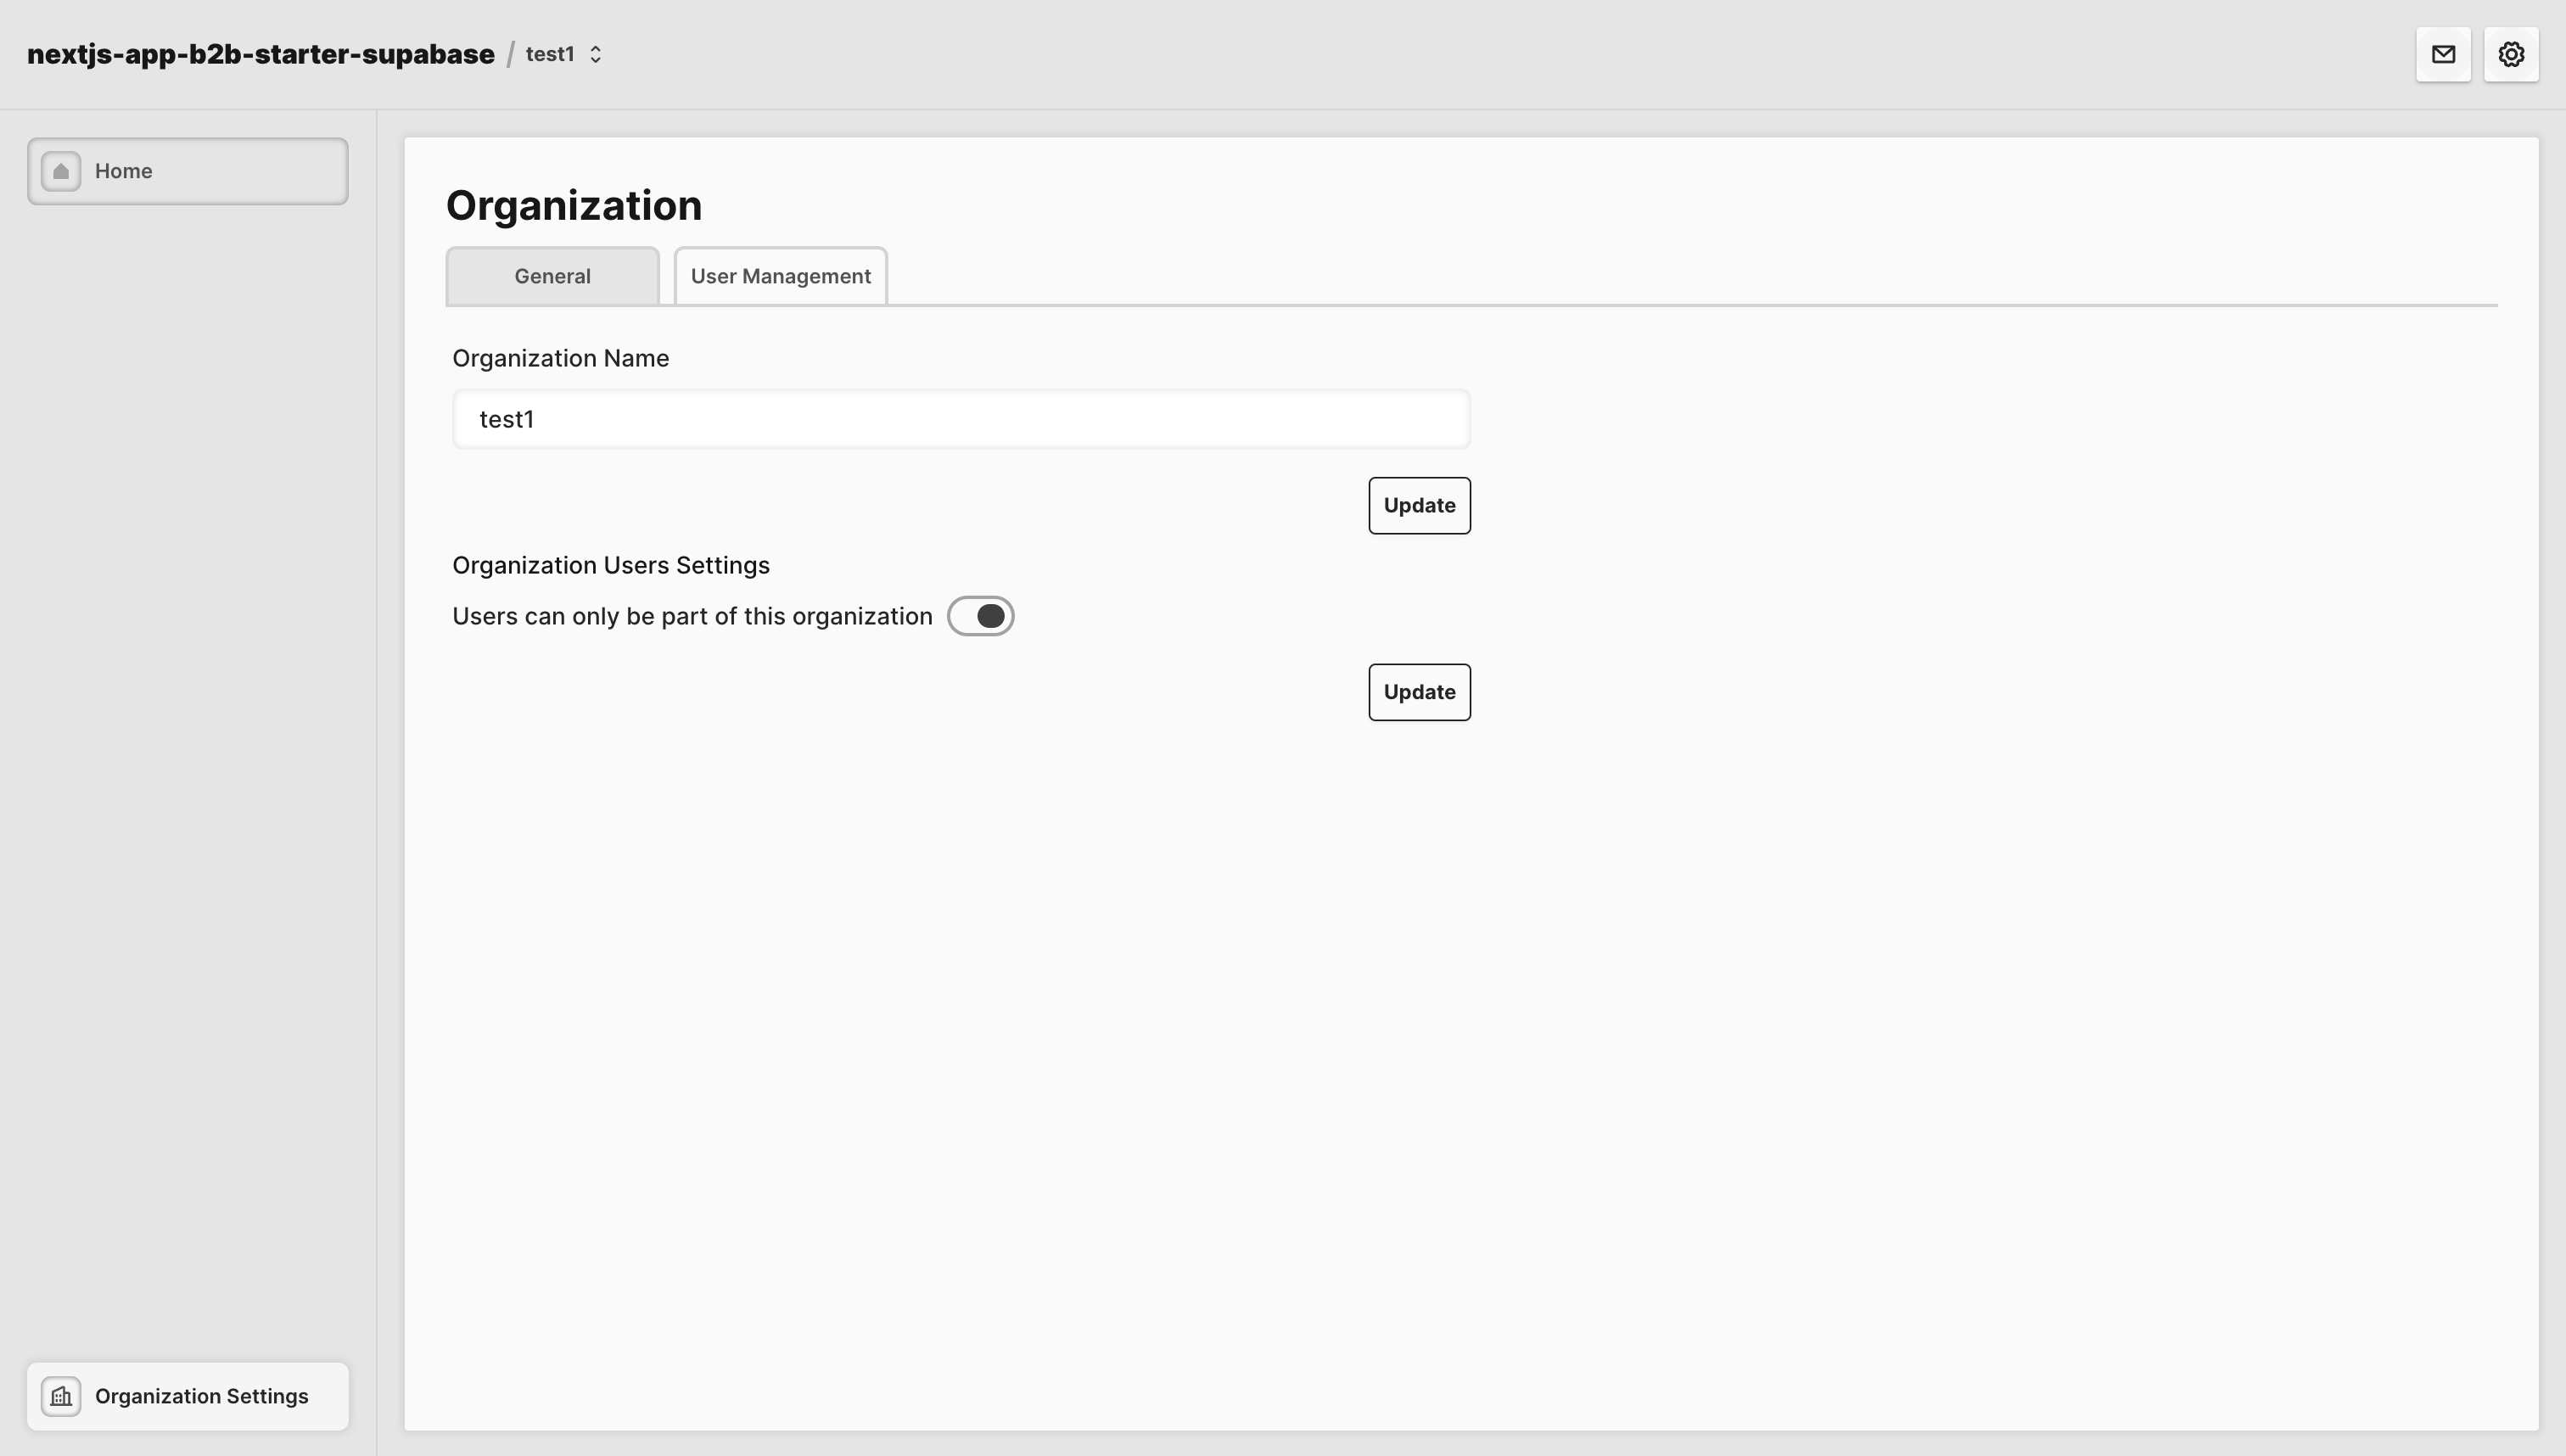 nextjs-app-b2b-starter-supabase / test1
Home
Organization
General
User Management
Organization Name
test1
Update
Organization Users Settings
Users can only be part of this organization
Update
Organization Settings